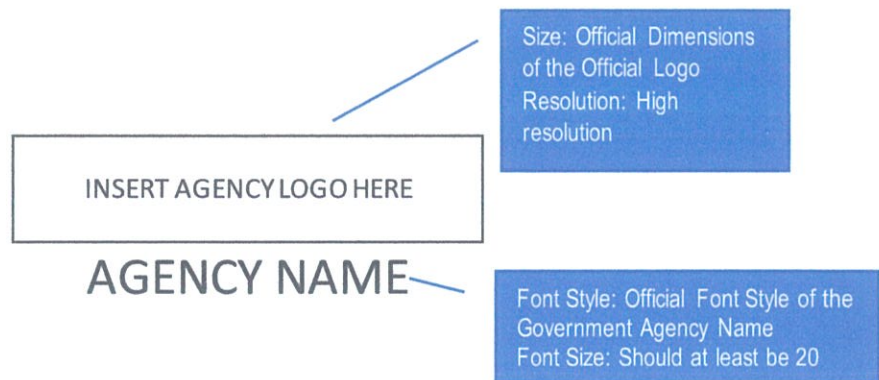 Size: Official Dimensions
of the Official Logo
Resolution: High
resolution
INSERT AGENCY LOGO HERE
AGENCY NAME
Font Style: Official Font Style of the
Government Agency Name
Font Size: Should at least be 20